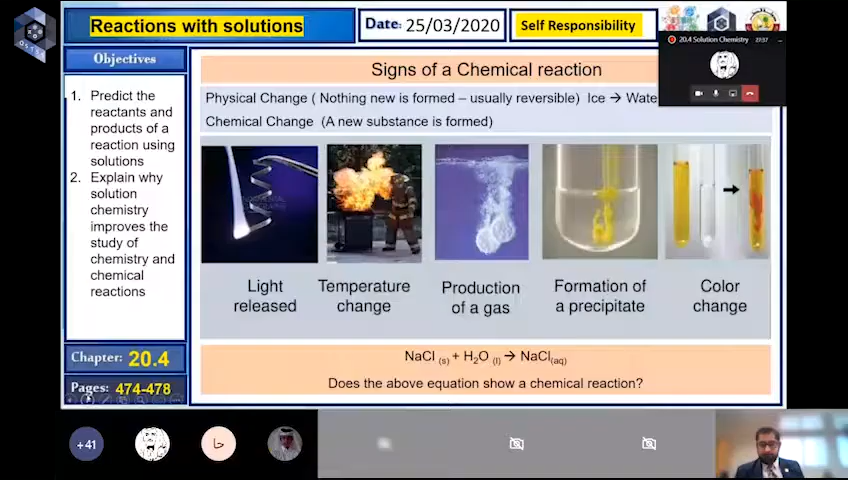 Reactions with solutions
Date: 25/03/2020
Self Responsibility
20.4 Solution Chemistry
27:57
Objectives
1. Predict the
reactants and
products of a
reaction using
solutions
2. Explain why
solution
chemistry
improves the
study of
chemistry and
chemical
reactions
Chapter: 20.4
Pages: 474-478
Signs of a Chemical reaction
Physical Change ( Nothing new is formed – usually reversible) Ice → Wate
Chemical Change (A new substance is formed)
Light
released
Temperature
change
Production
of a gas
Formation of
a precipitate
Color
change
NaCl (s) + H2O (l) → NaCl(aq)
Does the above equation show a chemical reaction?
+41
حا